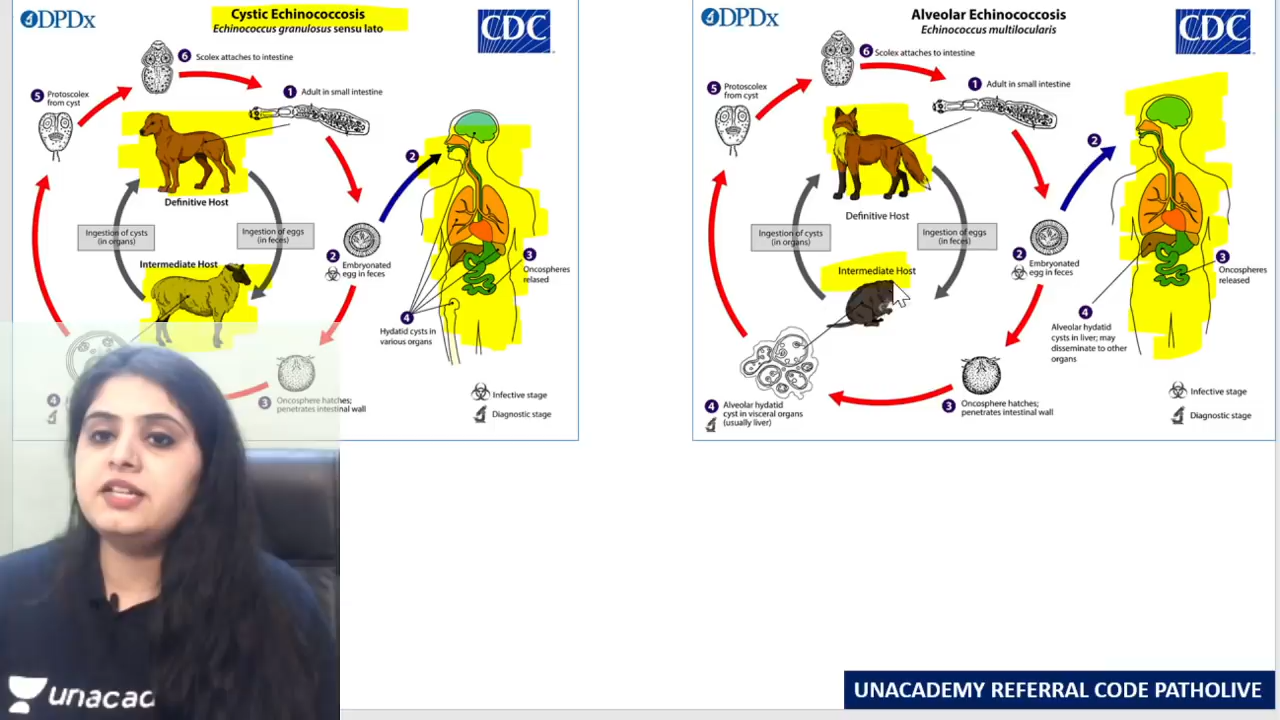 DPDx
Cystic Echinococcosis
Echinococcus granulosus sensu lato
CDC
6 Scolex attaches to intestine
5 Protoscolex
from cyst
1 Adult in small intestine
2
Definitive Host
Ingestion of cysts
(in organs)
Ingestion of eggs
(in feces)
Intermediate Host
2 Embryonated
egg in feces
3
Oncospheres
relased
4
Hydatid cysts in
various organs
4
3 Oncosphere hatches;
penetrates intestinal wall
Infective stage
Diagnostic stage
DPDx
Alveolar Echinococcosis
Echinococcus multilocularis
CDC
6 Scolex attaches to intestine
5 Protoscolex
from cyst
1 Adult in small intestine
2
Definitive Host
Ingestion of cysts
(in organs)
Ingestion of eggs
(in feces)
Intermediate Host
2 Embryonated
egg in feces
3
Oncospheres
released
4
Alveolar hydatid
cysts in liver; may
disseminate to other
organs
4 Alveolar hydatid
cyst in visceral organs
(usually liver)
3 Oncosphere hatches;
penetrates intestinal wall
Infective stage
Diagnostic stage
unacad
UNACADEMY REFERRAL CODE PATHOLIVE